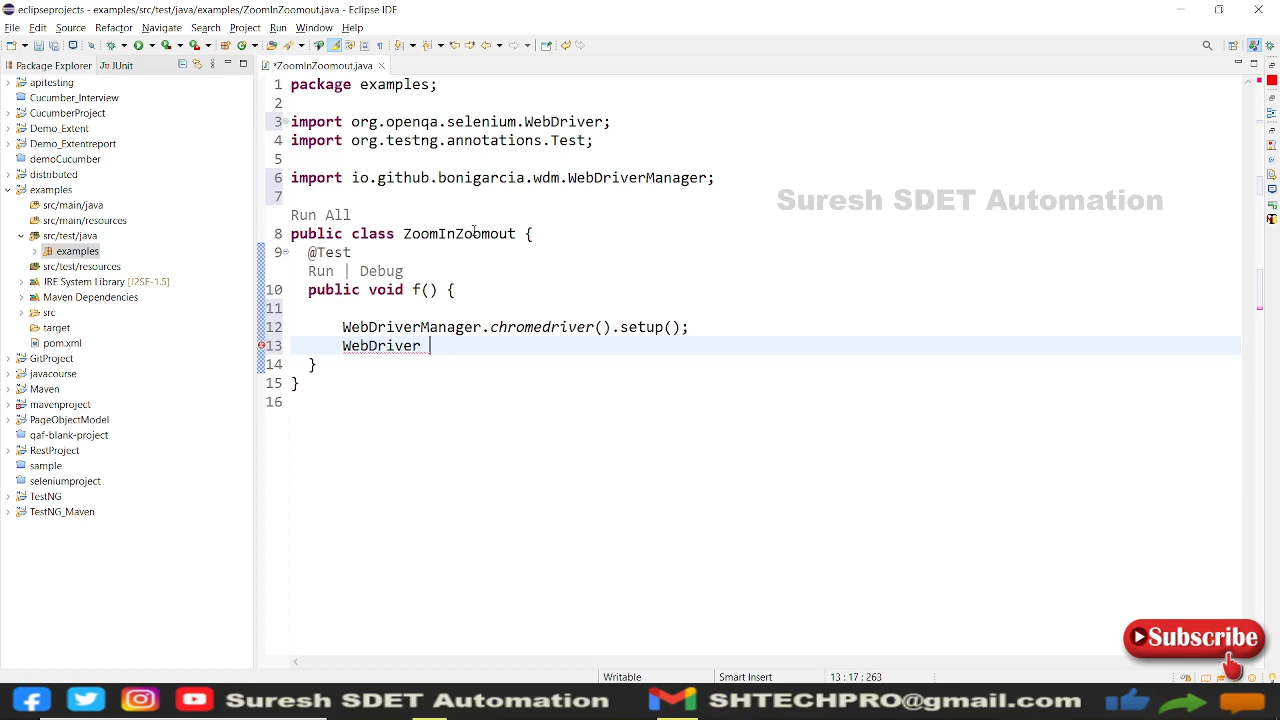 eclipseprojects - examples/src/test/java/examples/ZoomInZoomout.java - Eclipse IDE
File Edit Source Refactor Navigate Search Project Run Window Help
Package Explorer JUnit
*ZoomInZoomout.java
apitesting
Cucumber_Interview
CucumberProject
Demo_Extent
Demo_Extentreport
demoCucumber
distributed
examples
src/main/java
src/main/resources
src/test/java
examples
src/test/resources
JRE System Library [J2SE-1.5]
Maven Dependencies
src
target
pom.xml
GitProject
javacourse
Maven
mavenproject
PageObjectModel
qaf-blank-project
RestProject
sample
seleniumproject
TestNG
TestNG_Maven
1 package examples;
2
3 import org.openqa.selenium.WebDriver;
4 import org.testng.annotations.Test;
5
6 import io.github.bonigarcia.wdm.WebDriverManager;
7
Run All
8 public class ZoomInZoomout {
9 @Test
Run | Debug
10 public void f() {
11
12 WebDriverManager.chromedriver().setup();
13 WebDriver
14 }
15 }
16
Suresh SDET Automation
Subscribe
Writable Smart Insert 13 : 17 : 263
Suresh SDET Automation SHTECHPRO@gmail.com